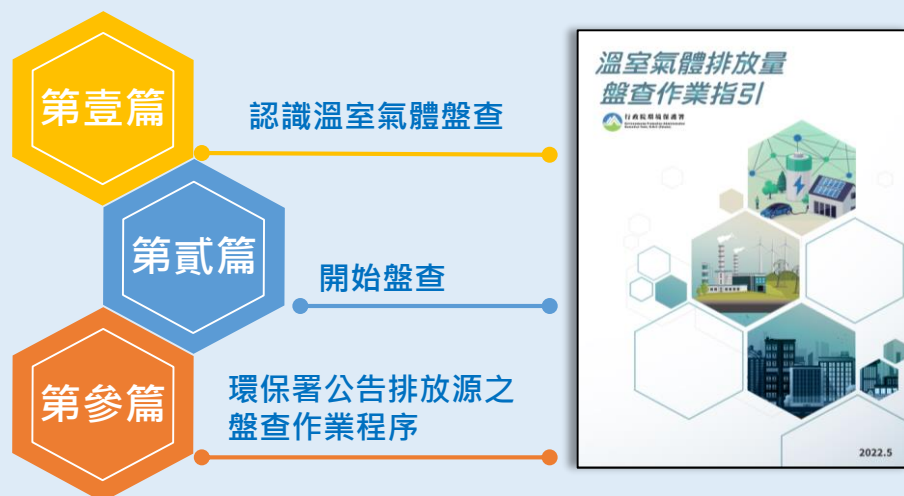 第壹篇
認識溫室氣體盤查
第貳篇
開始盤查
第參篇
環保署公告排放源之
盤查作業程序
溫室氣體排放量
盤查作業指引
行政院環境保護署
2022.5